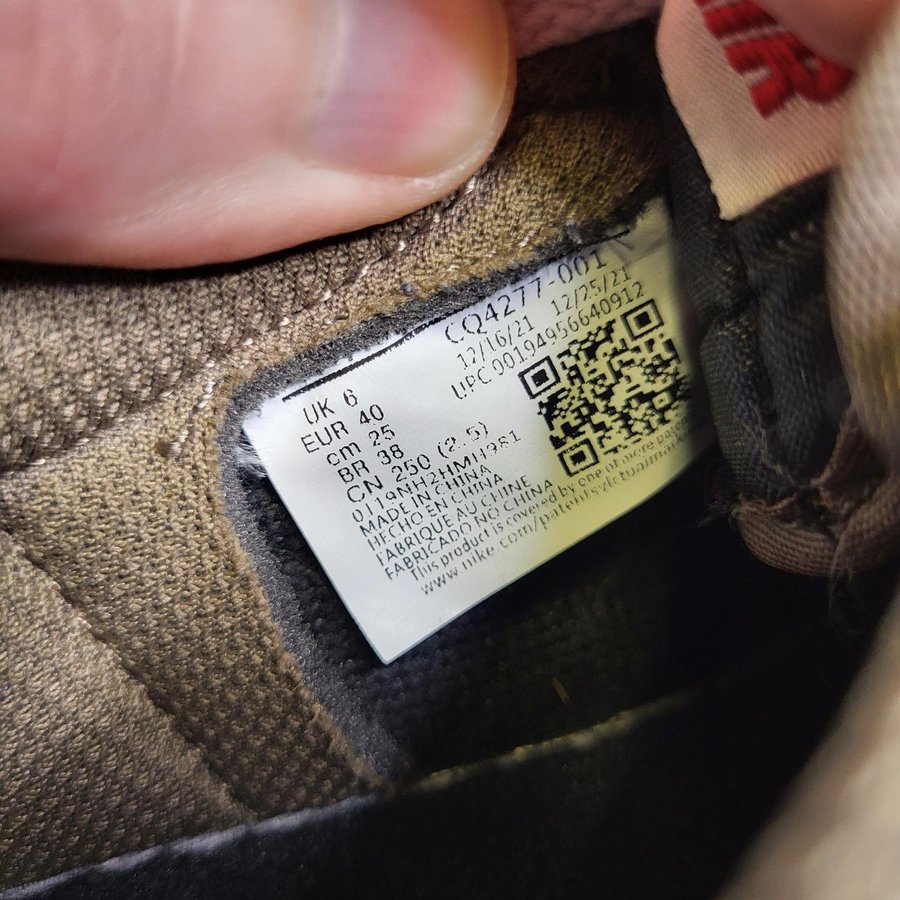 CQ4277-001
12/16/21 12/25/21
UPC 00194956640912
UK 6
EUR 40
cm 25
BR 38
CN 250 (2.5)
MADE IN CHINA
HECHO EN CHINA
FABRIQUE AU CHINE
FABRICADO NO CHINA
This product is covered by one or more patents
www.nike.com/patents